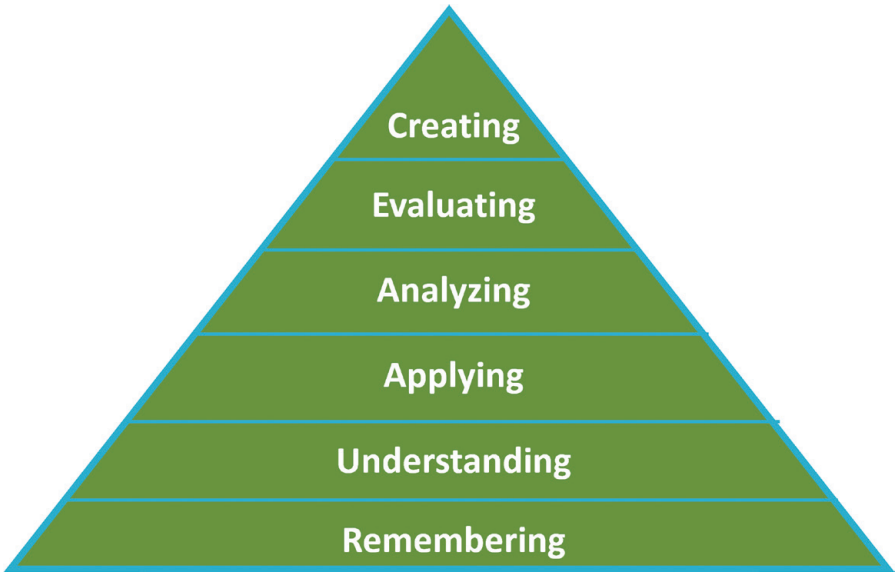 Creating
Evaluating
Analyzing
Applying
Understanding
Remembering